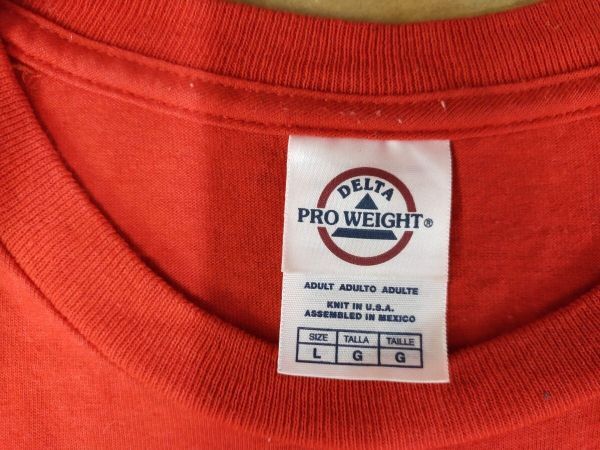 DELTA
PRO WEIGHT®
ADULT ADULTO ADULTE
KNIT IN U.S.A.
ASSEMBLED IN MEXICO
SIZE TALLA TAILLE
L G G